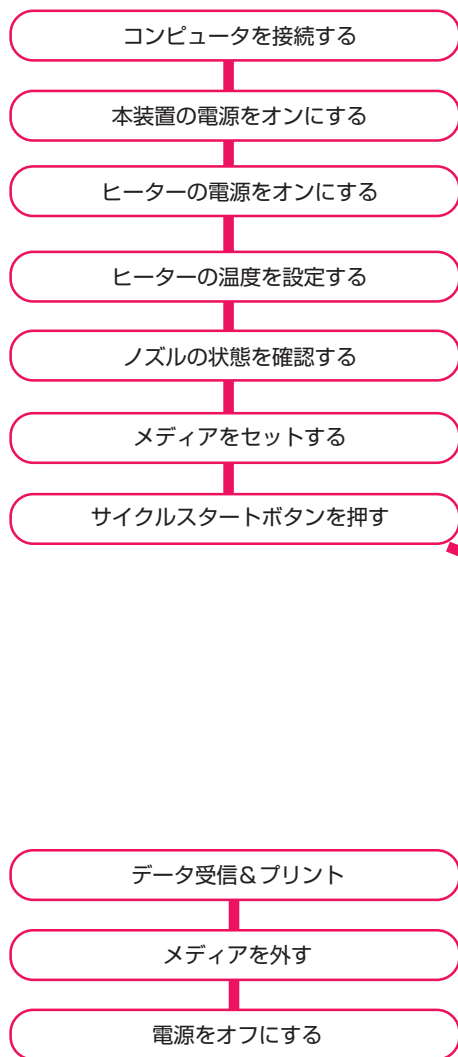 コンピュータを接続する
本装置の電源をオンにする
ヒーターの電源をオンにする
ヒーターの温度を設定する
ノズルの状態を確認する
メディアをセットする
サイクルスタートボタンを押す
データ受信＆プリント
メディアを外す
電源をオフにする